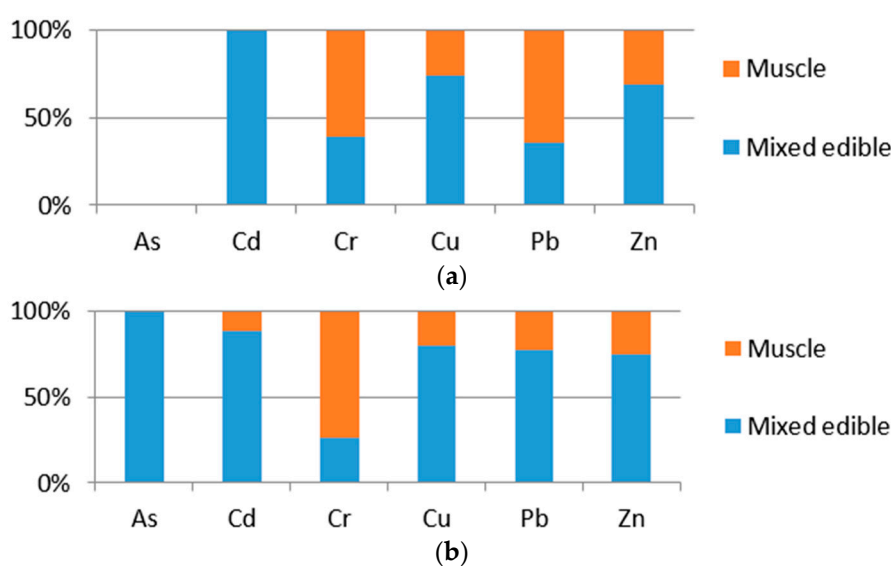 100%
Muscle
50%
Mixed edible
0%
As Cd Cr Cu Pb Zn
(a)
100%
Muscle
50%
Mixed edible
0%
As Cd Cr Cu Pb Zn
(b)